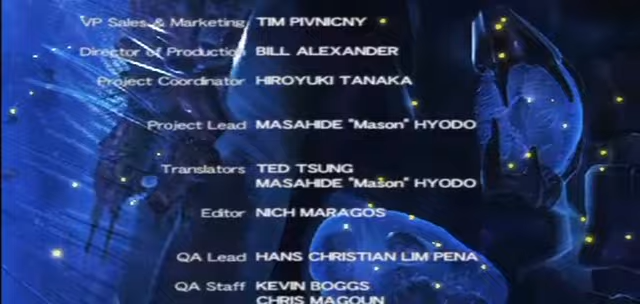 VP Sales & Marketing TIM PIVNICNY
Director of Production BILL ALEXANDER
Project Coordinator HIROYUKI TANAKA
Project Lead MASAHIDE "Mason" HYODO
Translators TED TSUNG
MASAHIDE "Mason" HYODO
Editor NICH MARAGOS
QA Lead HANS CHRISTIAN LIM PENA
QA Staff KEVIN BOGGS
CHRIS MAGOUN